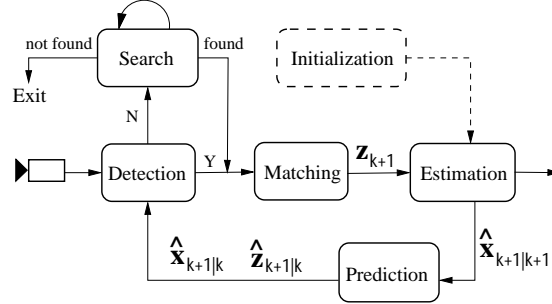 not found
found
Search
Initialization
Exit
N
Y
Detection
Matching
z_{k+1}
Estimation
x̂_{k+1|k}
ẑ_{k+1|k}
Prediction
x̂_{k+1|k+1}